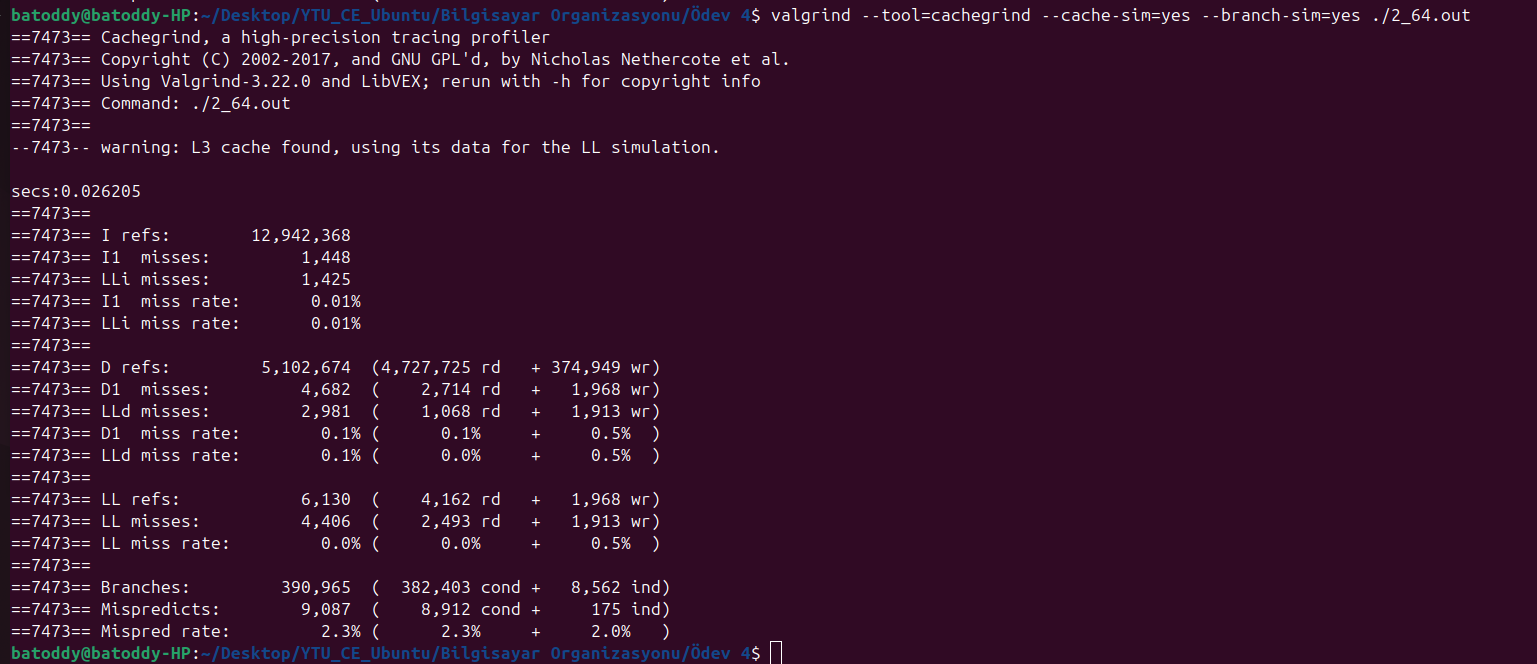 batoddy@batoddy-HP:~/Desktop/YTU_CE_Ubuntu/Bilgisayar Organizasyonu/Ödev 4$ valgrind --tool=cachegrind --cache-sim=yes --branch-sim=yes ./2_64.out
==7473== Cachegrind, a high-precision tracing profiler
==7473== Copyright (C) 2002-2017, and GNU GPL'd, by Nicholas Nethercote et al.
==7473== Using Valgrind-3.22.0 and LibVEX; rerun with -h for copyright info
==7473== Command: ./2_64.out
==7473==
--7473-- warning: L3 cache found, using its data for the LL simulation.

secs:0.026205
==7473==
==7473== I refs:        12,942,368
==7473== I1  misses:         1,448
==7473== LLi misses:         1,425
==7473== I1  miss rate:       0.01%
==7473== LLi miss rate:       0.01%
==7473==
==7473== D refs:         5,102,674  (4,727,725 rd   + 374,949 wr)
==7473== D1  misses:         4,682  (    2,714 rd   +   1,968 wr)
==7473== LLd misses:         2,981  (    1,068 rd   +   1,913 wr)
==7473== D1  miss rate:        0.1% (      0.1%     +     0.5%  )
==7473== LLd miss rate:        0.1% (      0.0%     +     0.5%  )
==7473==
==7473== LL refs:            6,130  (    4,162 rd   +   1,968 wr)
==7473== LL misses:          4,406  (    2,493 rd   +   1,913 wr)
==7473== LL miss rate:         0.0% (      0.0%     +     0.5%  )
==7473==
==7473== Branches:         390,965  (  382,403 cond +   8,562 ind)
==7473== Mispredicts:        9,087  (    8,912 cond +     175 ind)
==7473== Mispred rate:         2.3% (      2.3%     +     2.0%   )
batoddy@batoddy-HP:~/Desktop/YTU_CE_Ubuntu/Bilgisayar Organizasyonu/Ödev 4$